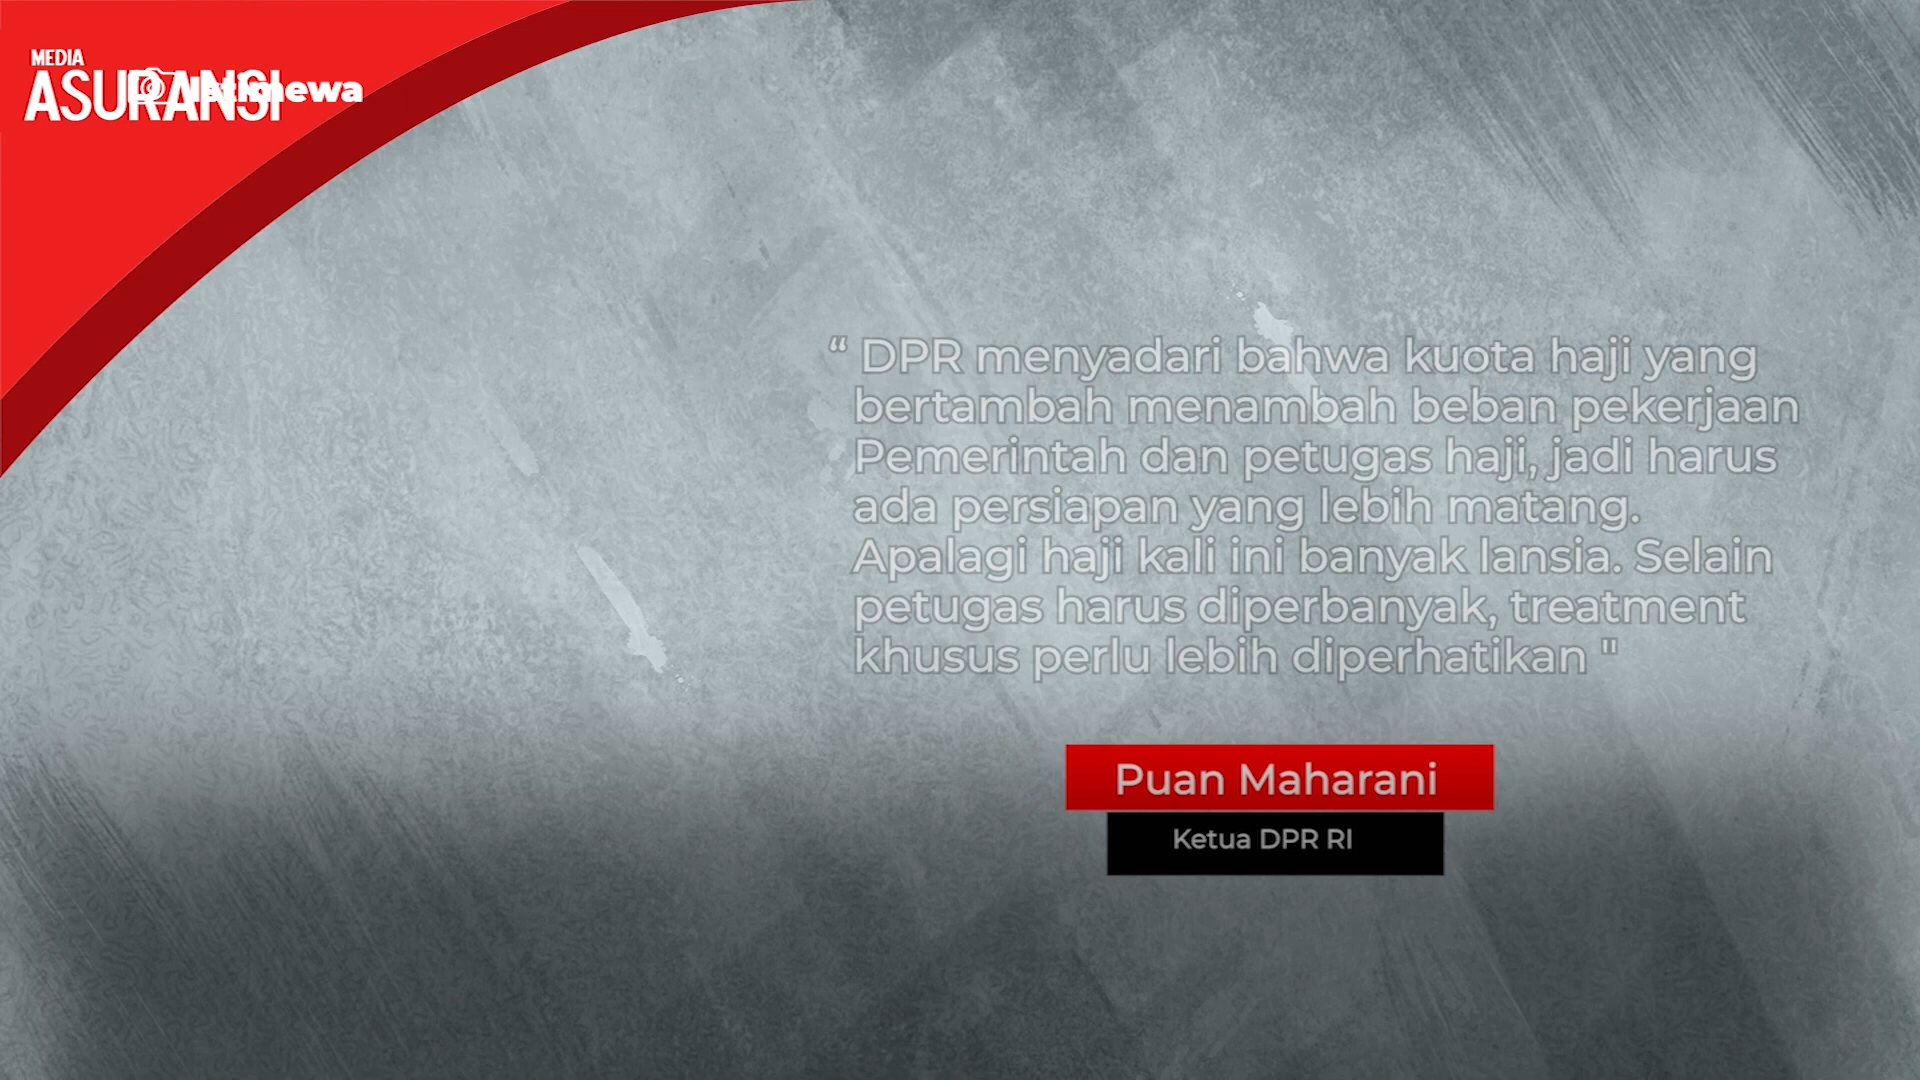 MEDIA
ASURANSI
“ DPR menyadari bahwa kuota haji yang
bertambah menambah beban pekerjaan
Pemerintah dan petugas haji, jadi harus
ada persiapan yang lebih matang.
Apalagi haji kali ini banyak lansia. Selain
petugas harus diperbanyak, treatment
khusus perlu lebih diperhatikan "
Puan Maharani
Ketua DPR RI